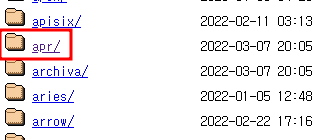 apisix/ 2022-02-11 03:13
apr/ 2022-03-07 20:05
archiva/ 2022-03-07 20:05
aries/ 2022-01-05 12:48
arrow/ 2022-02-22 17:16